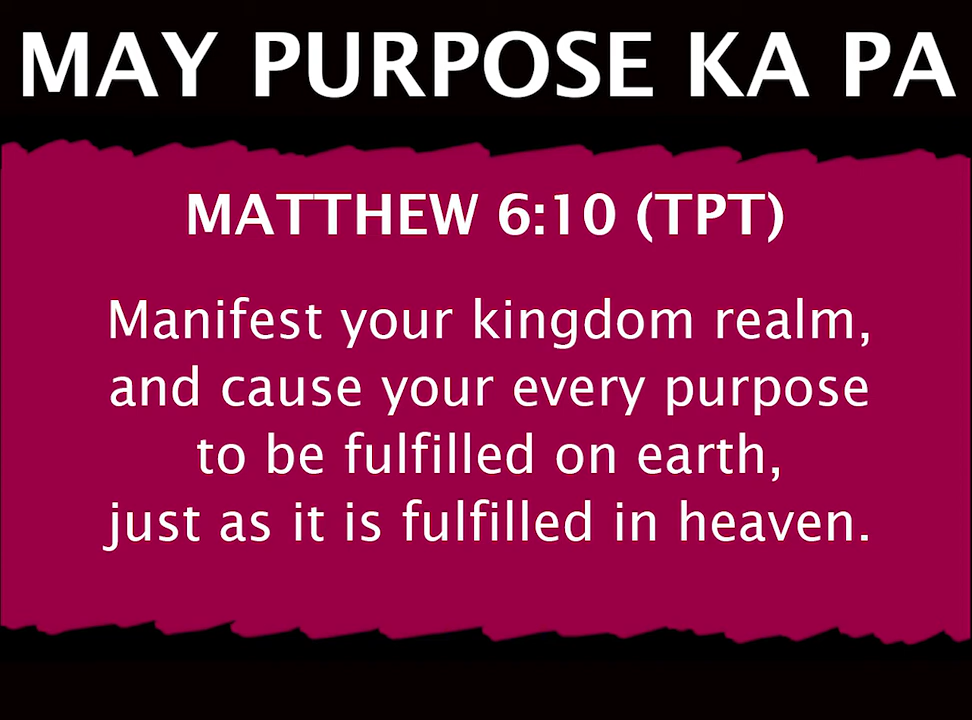 MAY PURPOSE KA PA
MATTHEW 6:10 (TPT)
Manifest your kingdom realm,
and cause your every purpose
to be fulfilled on earth,
just as it is fulfilled in heaven.